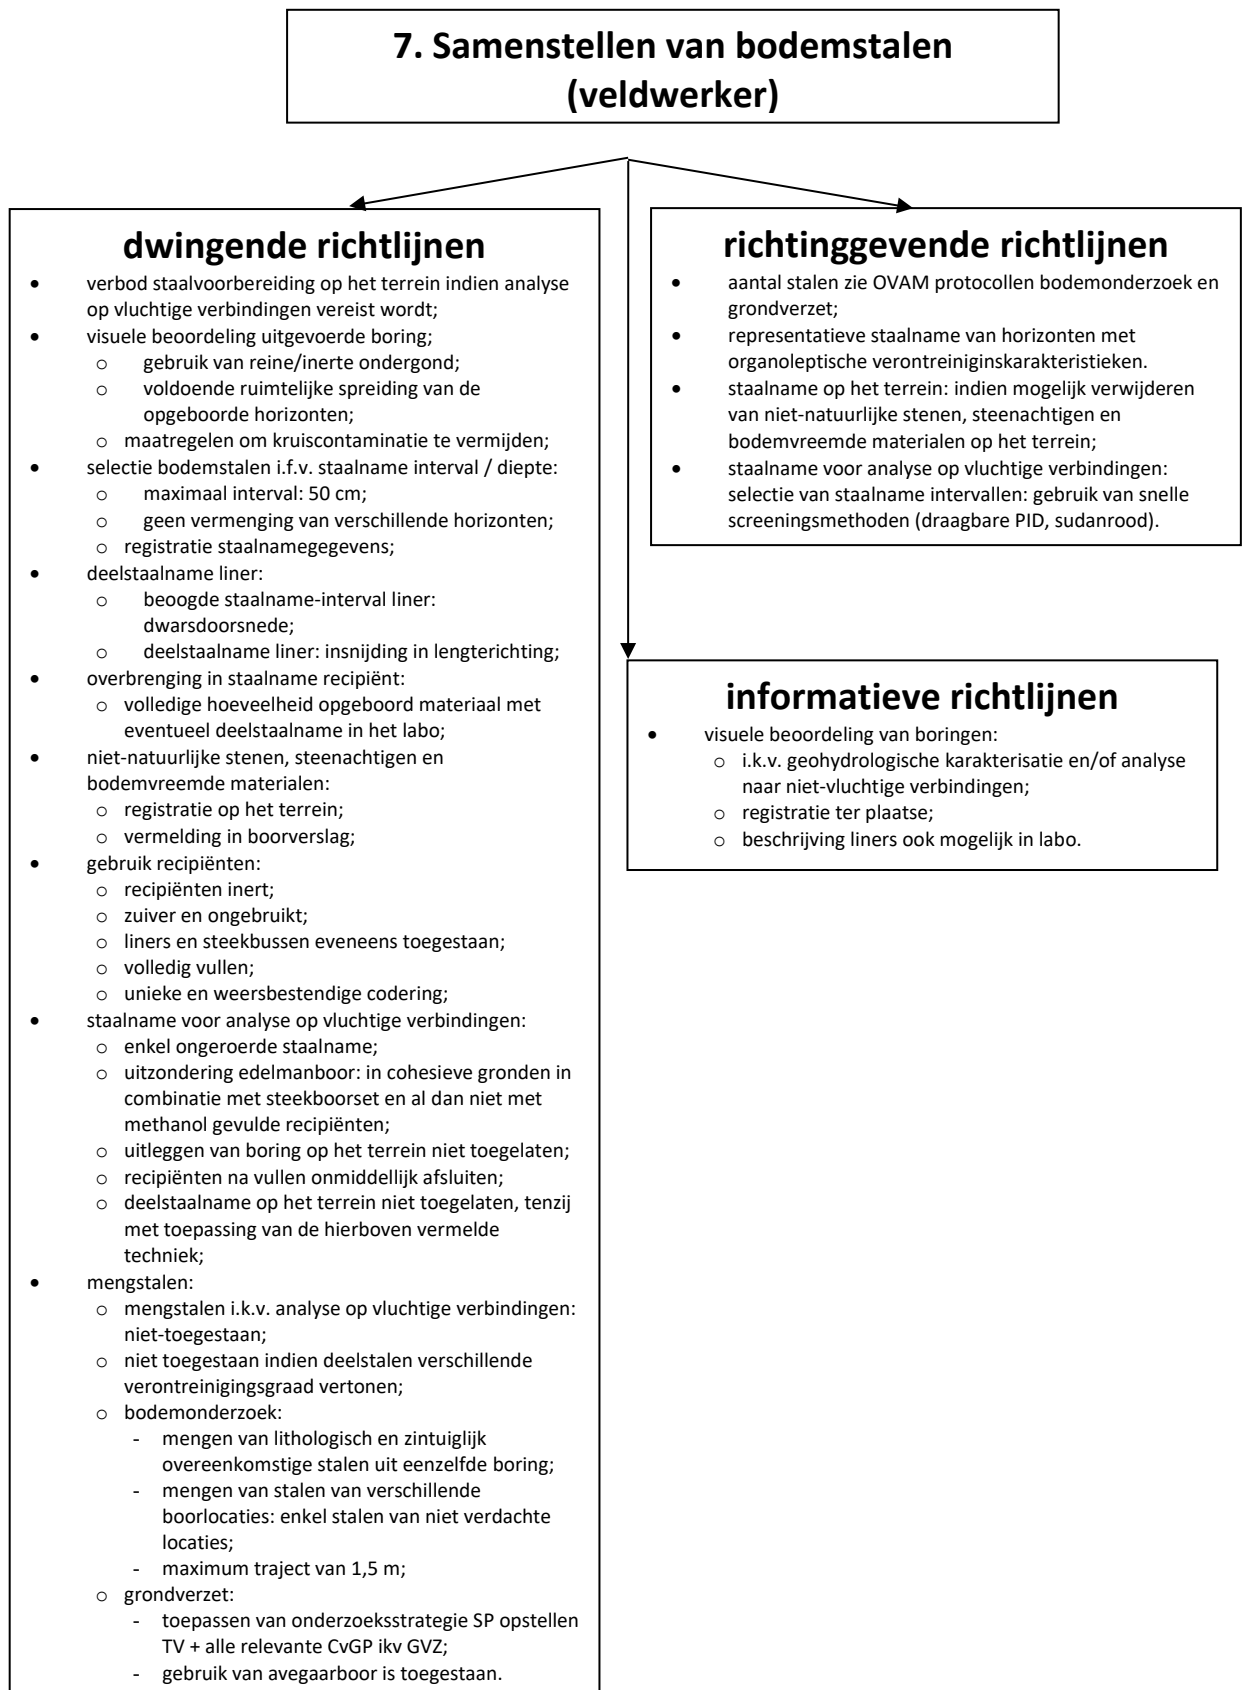 7. Samenstellen van bodemstalen
(veldwerker)
dwingende richtlijnen
• verbod staalvoorbereiding op het terrein indien analyse
op vluchtige verbindingen vereist wordt;
• visuele beoordeling uitgevoerde boring;
o gebruik van reine/inerte ondergond;
o voldoende ruimtelijke spreiding van de
opgeboorde horizonten;
o maatregelen om kruiscontaminatie te vermijden;
• selectie bodemstalen i.f.v. staalname interval / diepte:
o maximaal interval: 50 cm;
o geen vermenging van verschillende horizonten;
o registratie staalnamegegevens;
• deelstaalname liner:
o beoogde staalname-interval liner:
dwarsdoorsnede;
o deelstaalname liner: insnijding in lengterichting;
• overbrenging in staalname recipiënt:
o volledige hoeveelheid opgeboord materiaal met
eventueel deelstaalname in het labo;
• niet-natuurlijke stenen, steenachtigen en
bodemvreemde materialen:
o registratie op het terrein;
o vermelding in boorverslag;
• gebruik recipiënten:
o recipiënten inert;
o zuiver en ongebruikt;
o liners en steekbussen eveneens toegestaan;
o volledig vullen;
o unieke en weersbestendige codering;
• staalname voor analyse op vluchtige verbindingen:
o enkel ongeroerde staalname;
o uitzondering edelmanboor: in cohesieve gronden in
combinatie met steekboorset en al dan niet met
methanol gevulde recipiënten;
o uitleggen van boring op het terrein niet toegelaten;
o recipiënten na vullen onmiddellijk afsluiten;
o deelstaalname op het terrein niet toegelaten, tenzij
met toepassing van de hierboven vermelde
techniek;
• mengstalen:
o mengstalen i.k.v. analyse op vluchtige verbindingen:
niet-toegestaan;
o niet toegestaan indien deelstalen verschillende
verontreinigingsgraad vertonen;
o bodemonderzoek:
- mengen van lithologisch en zintuiglijk
overeenkomstige stalen uit eenzelfde boring;
- mengen van stalen van verschillende
boorlocaties: enkel stalen van niet verdachte
locaties;
- maximum traject van 1,5 m;
o grondverzet:
- toepassen van onderzoeksstrategie SP opstellen
TV + alle relevante CvGP ikv GVZ;
- gebruik van avegaarboor is toegestaan.
richtinggevende richtlijnen
• aantal stalen zie OVAM protocollen bodemonderzoek en
grondverzet;
• representatieve staalname van horizonten met
organoleptische verontreiniginskarakteristieken.
• staalname op het terrein: indien mogelijk verwijderen
van niet-natuurlijke stenen, steenachtigen en
bodemvreemde materialen op het terrein;
• staalname voor analyse op vluchtige verbindingen:
selectie van staalname intervallen: gebruik van snelle
screeningsmethoden (draagbare PID, sudanrood).
informatieve richtlijnen
• visuele beoordeling van boringen:
o i.k.v. geohydrologische karakterisatie en/of analyse
naar niet-vluchtige verbindingen;
o registratie ter plaatse;
o beschrijving liners ook mogelijk in labo.